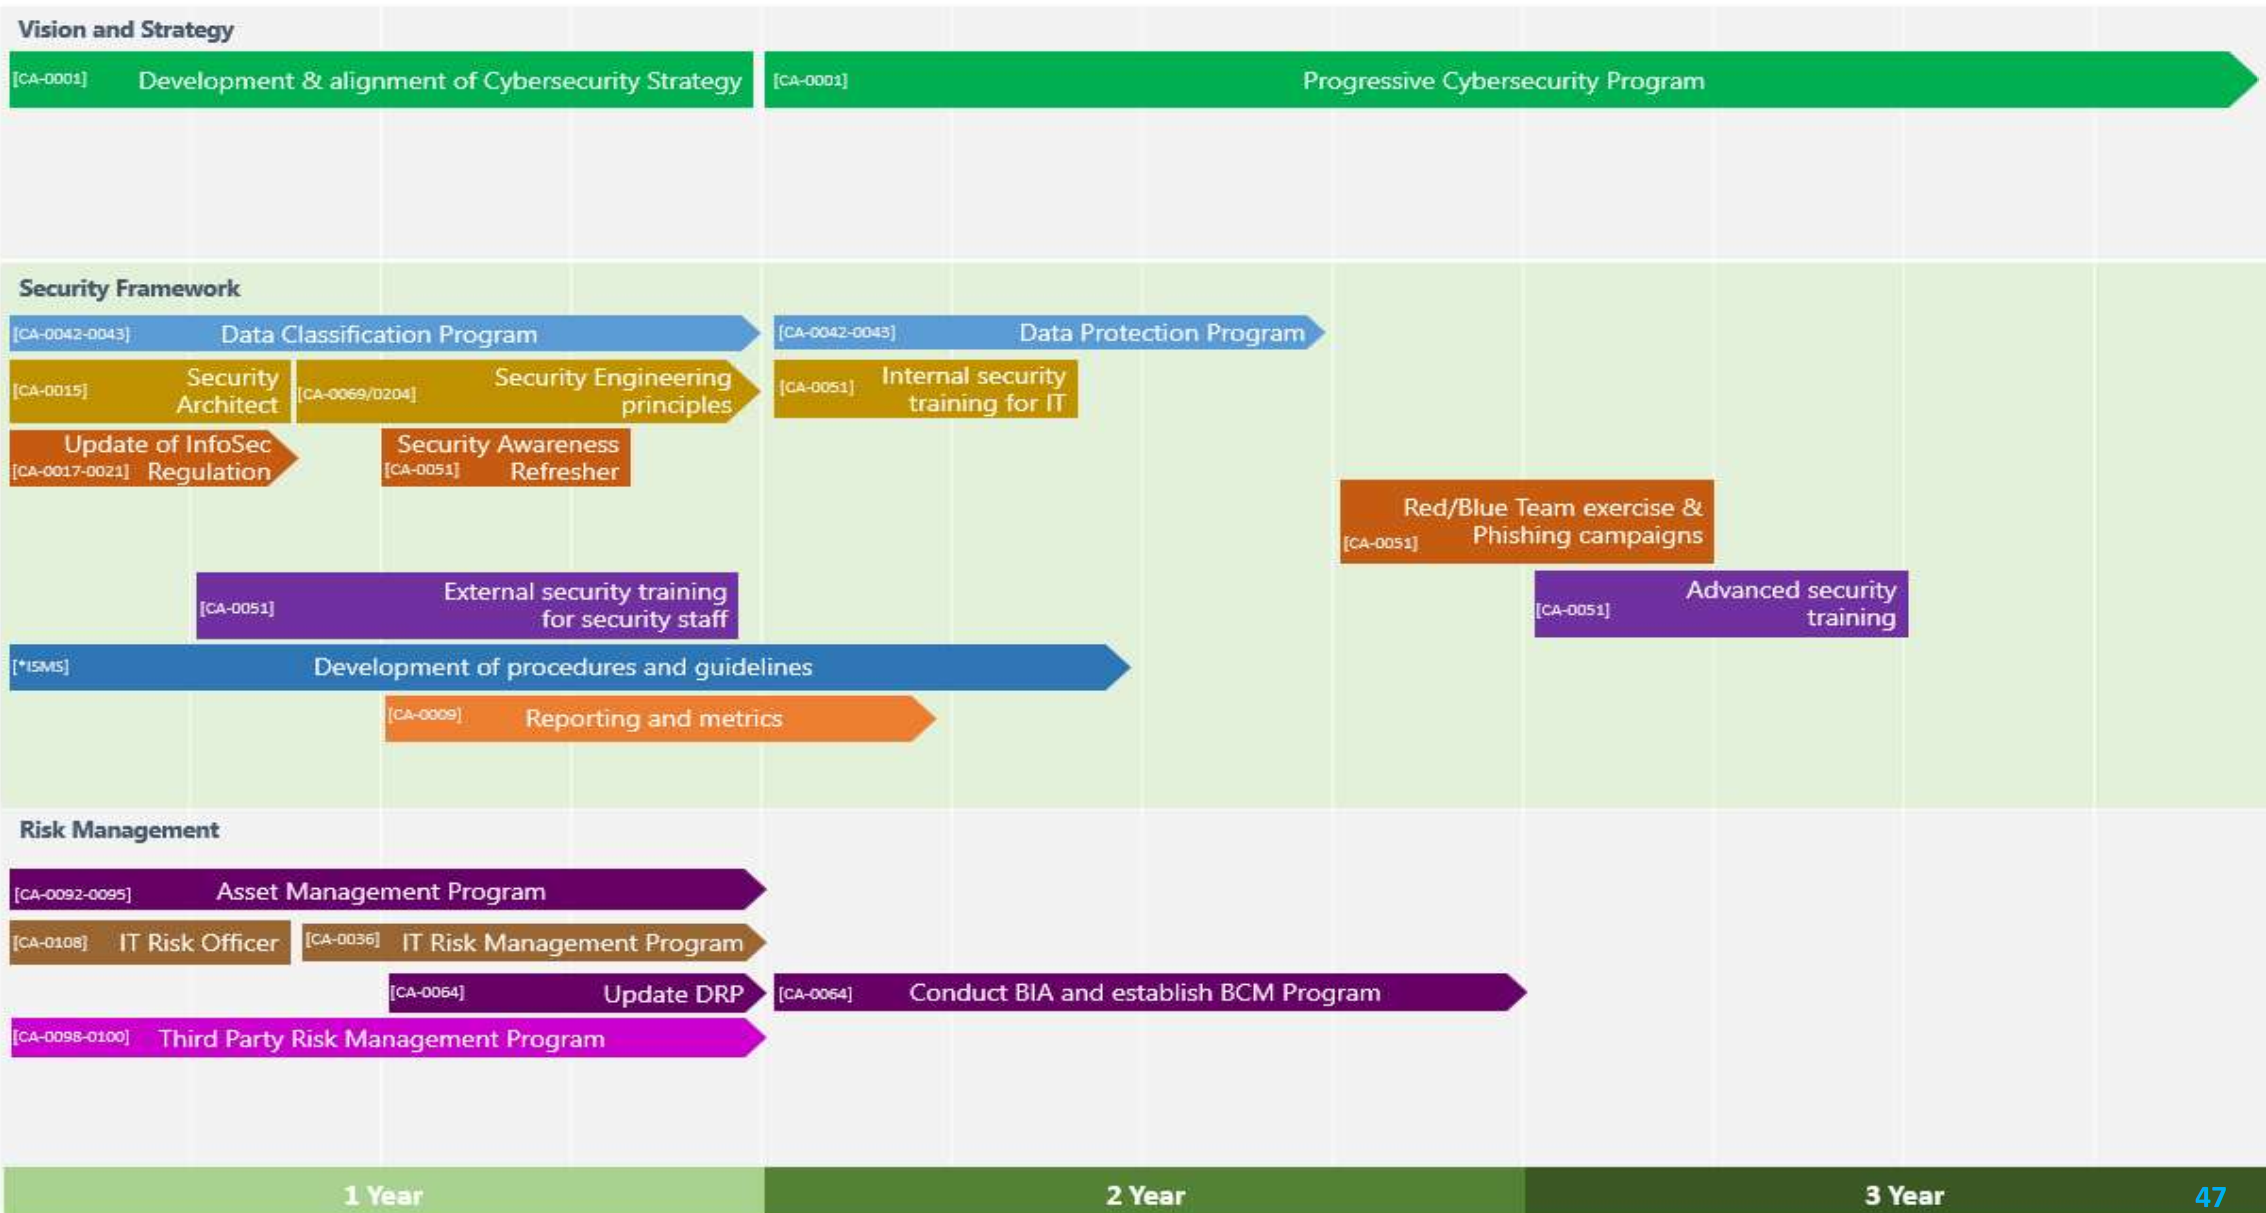 Vision and Strategy
[CA-0001] Development & alignment of Cybersecurity Strategy
[CA-0001] Progressive Cybersecurity Program
Security Framework
[CA-0042-0043] Data Classification Program
[CA-0042-0043] Data Protection Program
[CA-0015] Security
Architect
[CA-0069/0204] Security Engineering
principles
[CA-0051] Internal security
training for IT
Update of InfoSec
[CA-0017-0021] Regulation
Security Awareness
[CA-0051] Refresher
Red/Blue Team exercise &
[CA-0051] Phishing campaigns
[CA-0051] External security training
for security staff
[CA-0051] Advanced security
training
[*ISMS] Development of procedures and guidelines
[CA-0009] Reporting and metrics
Risk Management
[CA-0092-0095] Asset Management Program
[CA-0108] IT Risk Officer
[CA-0036] IT Risk Management Program
[CA-0064] Update DRP
[CA-0064] Conduct BIA and establish BCM Program
[CA-0098-0100] Third Party Risk Management Program
1 Year
2 Year
3 Year
47